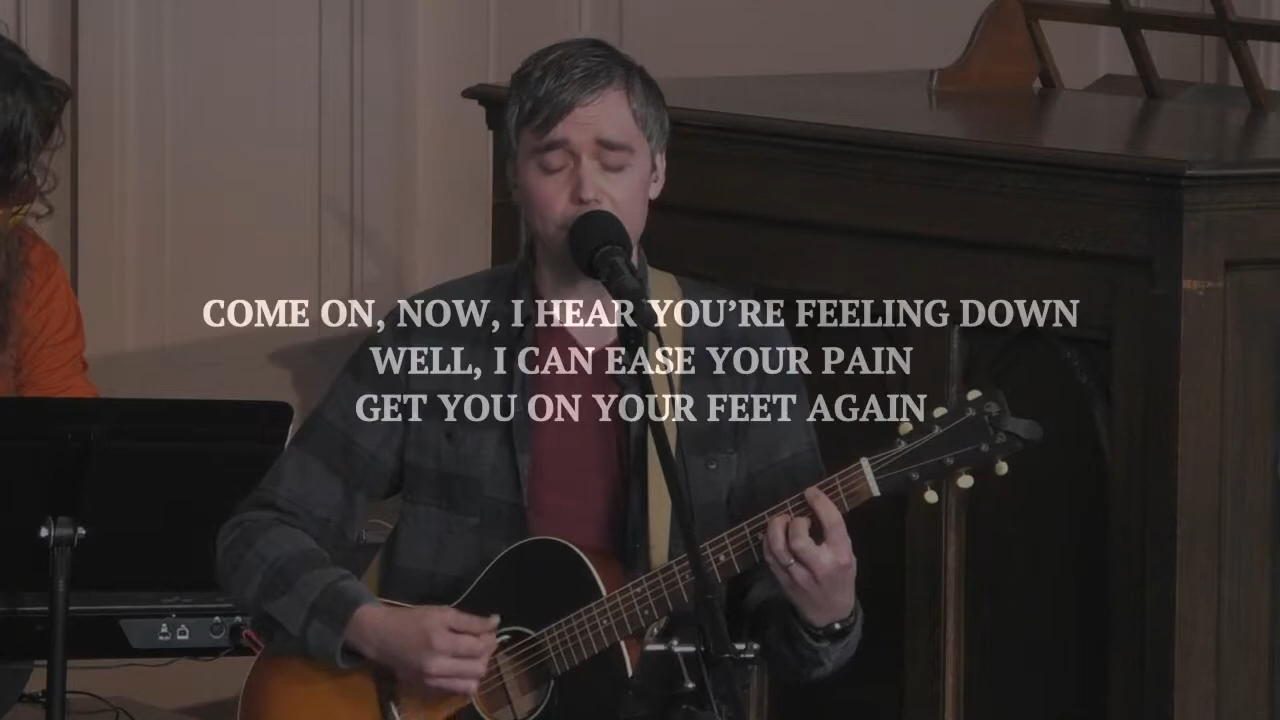 COME ON, NOW, I HEAR YOU’RE FEELING DOWN
WELL, I CAN EASE YOUR PAIN
GET YOU ON YOUR FEET AGAIN